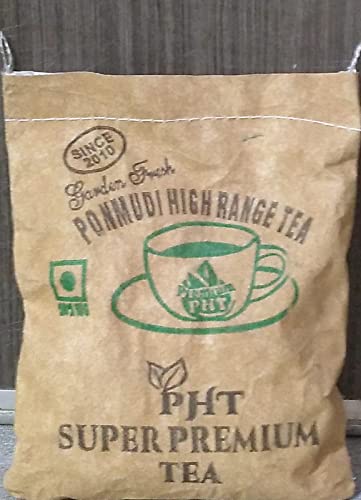 SINCE
2010
Garden Fresh
PONMUDI HIGH RANGE TEA
PHT
PHT
SUPER PREMIUM
TEA